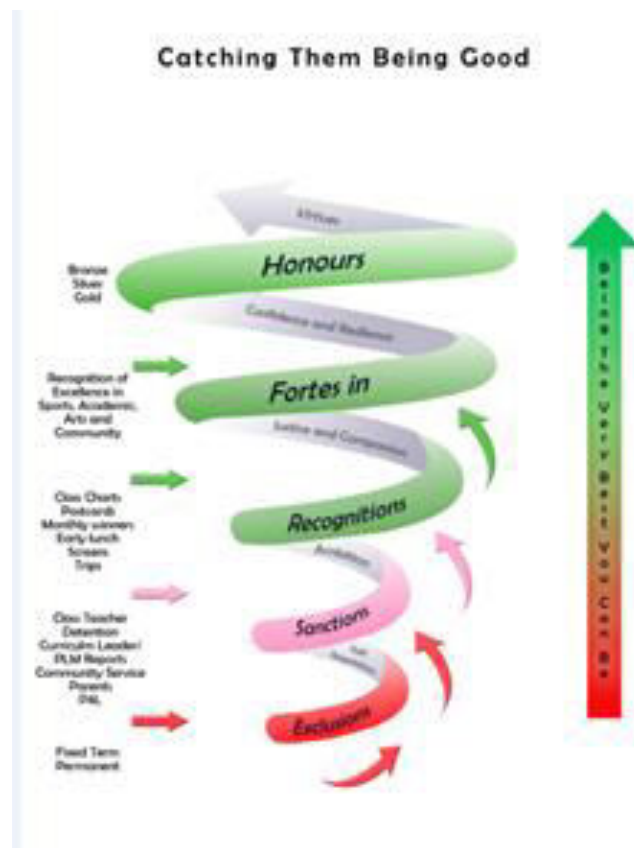 Catching Them Being Good
Virtues
Honours
Bronze
Silver
Gold
Confidence and Resilience
Fortes in
Recognition of
Excellence in
Sports, Academic,
Arts and
Community
Justice and Compassion
Recognitions
Class Charts
Postcards
Monthly winners
Early lunch
Screens
Trips
Sanctions
Class Teacher
Detention
Curriculm Leader/
PLM Reports
Community Service
Parents
Exclusions
Fixed Term
Permanent
Being The Very Best You Can Be